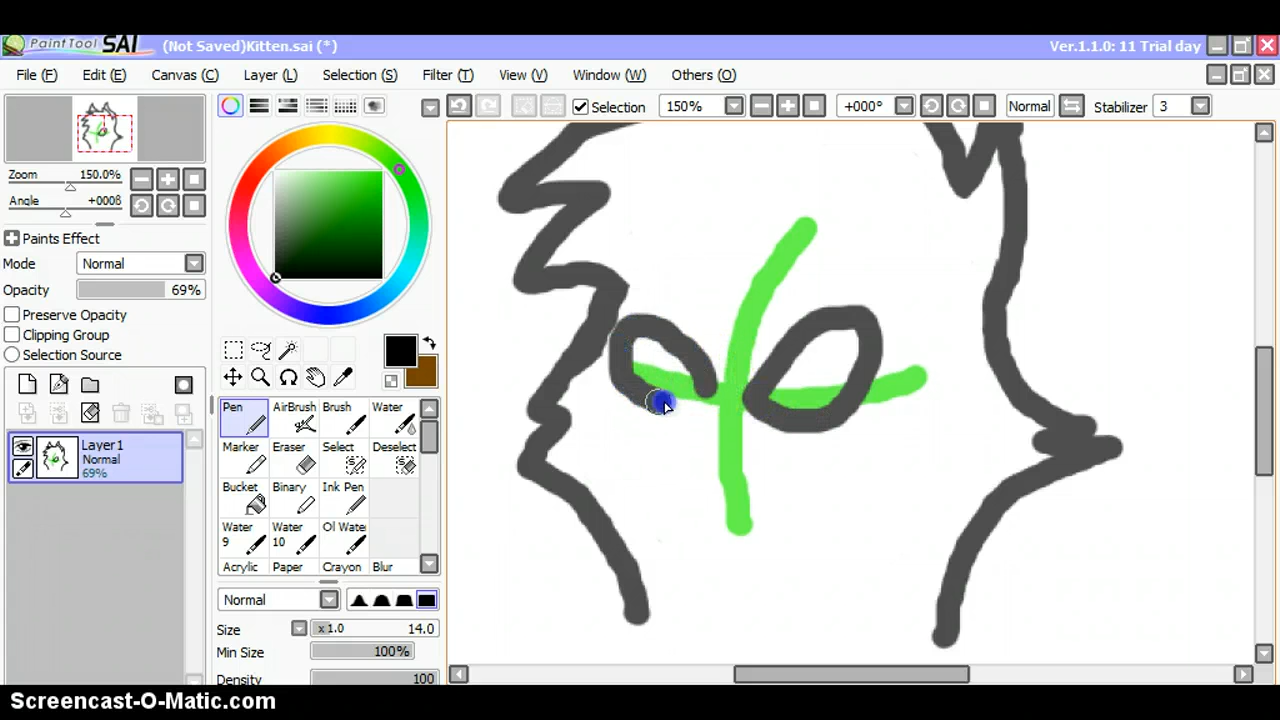 PaintTool SAI (Not Saved)Kitten.sai (*) Ver.1.1.0: 11 Trial day
File (F) Edit (E) Canvas (C) Layer (L) Selection (S) Filter (T) View (V) Window (W) Others (O)
Selection 150% +000° Normal Stabilizer 3
Zoom 150.0%
Angle +000ß
Paints Effect
Mode Normal
Opacity 69%
Preserve Opacity
Clipping Group
Selection Source
Layer 1
Normal
69%
Pen AirBrush Brush Water
Marker Eraser Select Deselect
Bucket Binary Ink Pen
Water 9 Water 10 Ol Water
Acrylic Paper Crayon Blur
Normal
Size x1.0 14.0
Min Size 100%
Density 100
Screencast-O-Matic.com